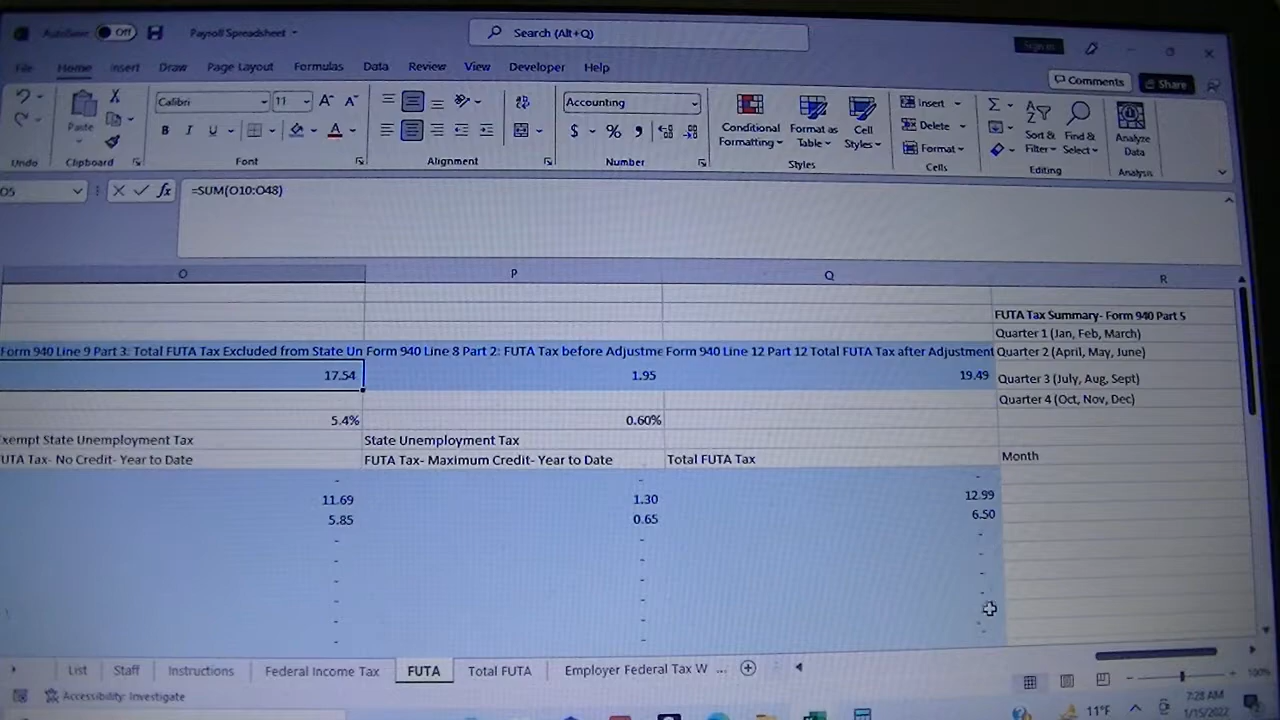 AutoSave Off Payroll Spreadsheet Search (Alt+Q) Sign in
File Home Insert Draw Page Layout Formulas Data Review View Developer Help Comments Share
Calibri 11 Accounting Insert
Paste Conditional Formatting Format as Table Cell Styles Delete Sort & Filter Find & Select Analyze Data
B I U $ % Format
Undo Clipboard Font Alignment Number Styles Cells Editing Analysis
O5 fx =SUM(O10:O48)
O P Q R
FUTA Tax Summary- Form 940 Part 5
Quarter 1 (Jan, Feb, March)
Form 940 Line 9 Part 3: Total FUTA Tax Excluded from State Un Form 940 Line 8 Part 2: FUTA Tax before Adjustme Form 940 Line 12 Part 12 Total FUTA Tax after Adjustment Quarter 2 (April, May, June)
17.54 1.95 19.49 Quarter 3 (July, Aug, Sept)
Quarter 4 (Oct, Nov, Dec)
5.4% 0.60%
xempt State Unemployment Tax State Unemployment Tax
UTA Tax- No Credit- Year to Date FUTA Tax- Maximum Credit- Year to Date Total FUTA Tax Month
- - -
11.69 1.30 12.99
5.85 0.65 6.50
- - -
- - -
- - -
- - -
- - -
- -
List Staff Instructions Federal Income Tax FUTA Total FUTA Employer Federal Tax W ...
Accessibility: Investigate 100%
11°F 7:28 AM
1/15/2022